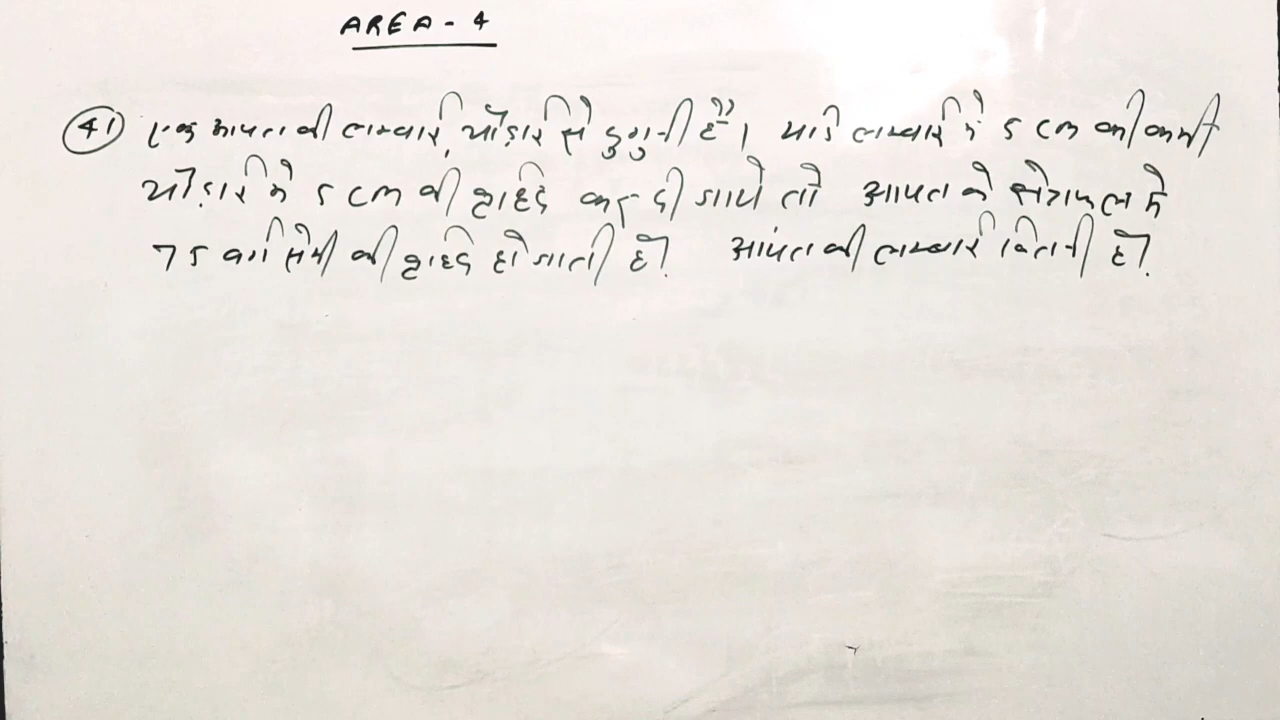 AREA - 4
41 एक आयत की लम्बाई, चौड़ाई से दुगुनी है। यदि लम्बाई में 5 cm की कमी
चौड़ाई में 5 cm की वृद्धि कर दी जाये तो आयत के क्षेत्रफल में
75 वर्ग सेमी की वृद्धि हो जाती है। आयत की लम्बाई कितनी है।